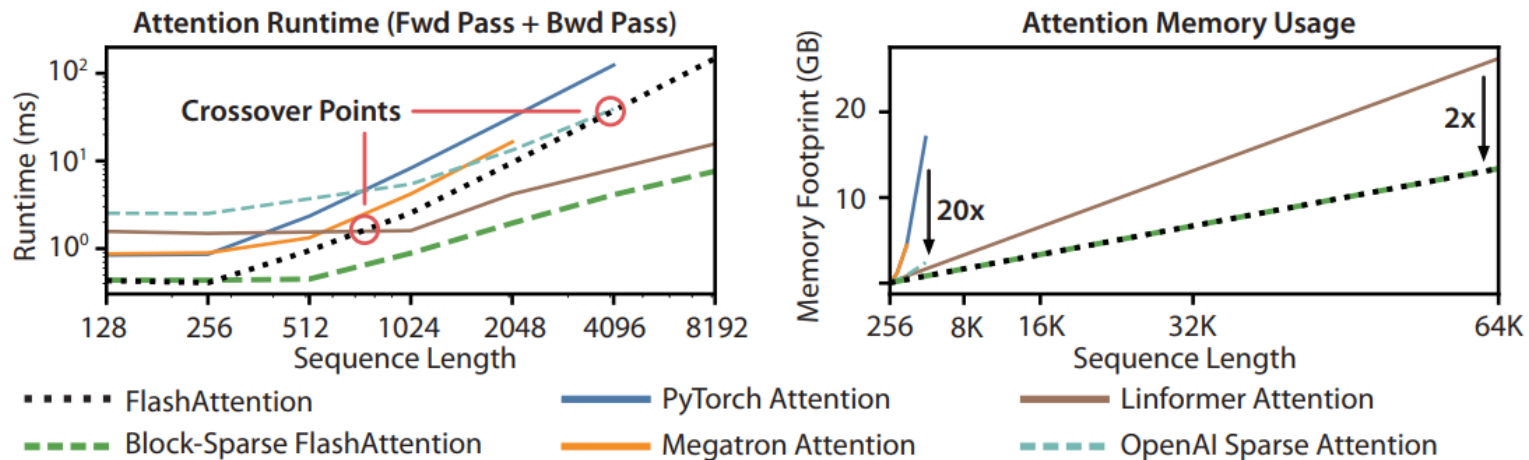 Attention Runtime (Fwd Pass + Bwd Pass)
Runtime (ms)
10²
10¹
10⁰
Crossover Points
128 256 512 1024 2048 4096 8192
Sequence Length
Attention Memory Usage
Memory Footprint (GB)
20
10
20x
2x
256 8K 16K 32K 64K
Sequence Length
FlashAttention
PyTorch Attention
Linformer Attention
Block-Sparse FlashAttention
Megatron Attention
OpenAI Sparse Attention